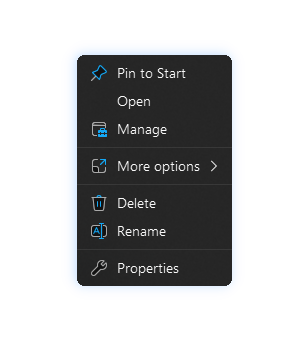 Pin to Start
Open
Manage
More options
Delete
Rename
Properties